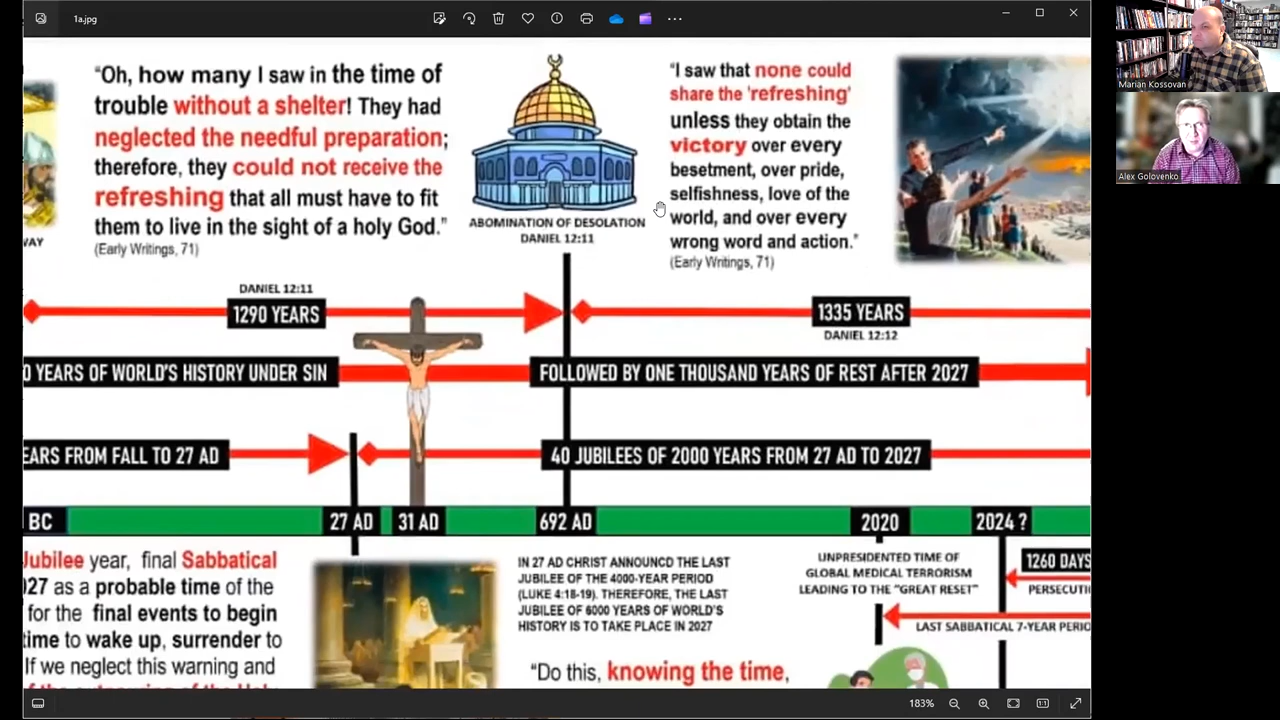 1a.jpg
"Oh, how many I saw in the time of
trouble without a shelter! They had
neglected the needful preparation;
therefore, they could not receive the
refreshing that all must have to fit
them to live in the sight of a holy God."
(Early Writings, 71)
WAY
ABOMINATION OF DESOLATION
DANIEL 12:11
"I saw that none could
share the 'refreshing'
unless they obtain the
victory over every
besetment, over pride,
selfishness, love of the
world, and over every
wrong word and action."
(Early Writings, 71)
Marian Kossovan
Alex Golovenko
DANIEL 12:11
1290 YEARS
1335 YEARS
DANIEL 12:12
0 YEARS OF WORLD'S HISTORY UNDER SIN
FOLLOWED BY ONE THOUSAND YEARS OF REST AFTER 2027
EARS FROM FALL TO 27 AD
40 JUBILEES OF 2000 YEARS FROM 27 AD TO 2027
BC
27 AD
31 AD
692 AD
2020
2024 ?
Jubilee year, final Sabbatical
027 as a probable time of the
for the final events to begin
time to wake up, surrender to
If we neglect this warning and
of the outpouring of the Holy
IN 27 AD CHRIST ANNOUNCD THE LAST
JUBILEE OF THE 4000-YEAR PERIOD
(LUKE 4:18-19). THEREFORE, THE LAST
JUBILEE OF 6000 YEARS OF WORLD'S
HISTORY IS TO TAKE PLACE IN 2027
"Do this, knowing the time,
UNPRESIDENTED TIME OF
GLOBAL MEDICAL TERRORISM
LEADING TO THE "GREAT RESET"
1260 DAYS
PERSECUTI
LAST SABBATICAL 7-YEAR PERIO
183%